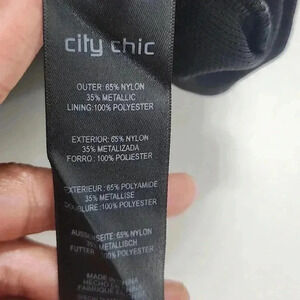 city chic
OUTER: 65% NYLON
35% METALLIC
LINING: 100% POLYESTER
EXTERIOR: 65% NYLON
35% METALIZADA
FORRO: 100% POLIESTER
EXTERIEUR: 65% POLYAMIDE
35% METALLISE
DOUBLURE: 100% POLYESTER
AUSSENSEITE: 65% NYLON
35% METALLISCH
FUTTER: 100% POLYESTER
MADE IN
HECHO EN
FABRIQUE EN